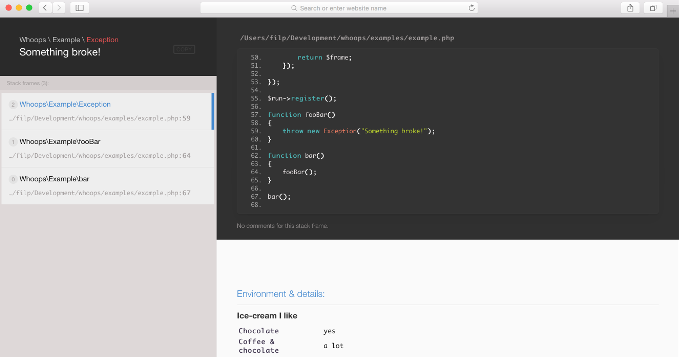 Search or enter website name
Whoops \ Example \ Exception
Something broke!
Stack frames (3)
2 Whoops\Example\Exception
…/filp/Development/whoops/examples/example.php:59
1 Whoops\Example\fooBar
…/filp/Development/whoops/examples/example.php:64
0 Whoops\Example\bar
…/filp/Development/whoops/examples/example.php:67
/Users/filp/Development/whoops/examples/example.php
50. return $frame;
51. });
52.
53. });
54.
55. $run->register();
56.
57. function fooBar()
58. {
59. throw new Exception("Something broke!");
60. }
61.
62. function bar()
63. {
64. fooBar();
65. }
66.
67. bar();
68.
No comments for this stack frame.
Environment & details:
Ice-cream I like
Chocolate yes
Coffee & chocolate a lot